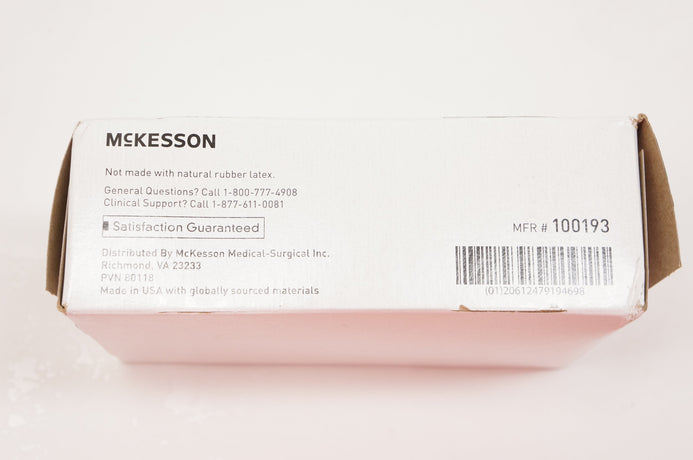 McKESSON
Not made with natural rubber latex.
General Questions? Call 1-800-777-4908
Clinical Support? Call 1-877-611-0081
Satisfaction Guaranteed
MFR # 100193
Distributed By McKesson Medical-Surgical Inc.
Richmond, VA 23233
PVN 80118
Made in USA with globally sourced materials
(01)20612479194698